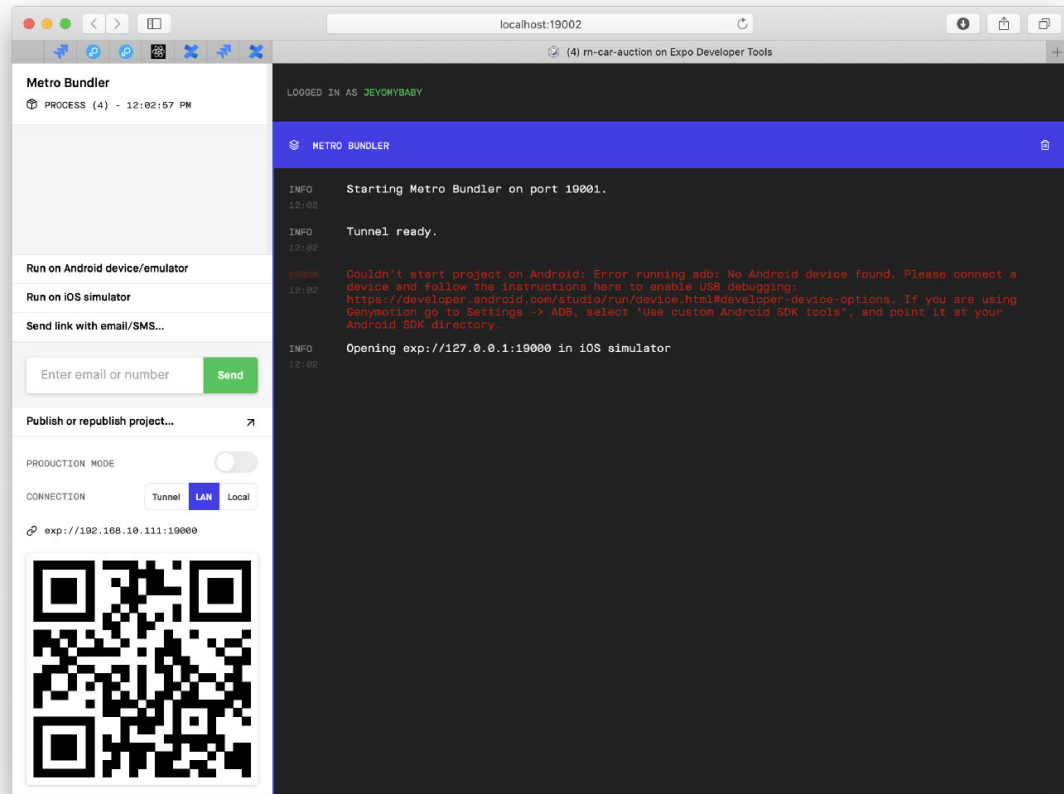 localhost:19002
(4) rn-car-auction on Expo Developer Tools
Metro Bundler
PROCESS (4) - 12:02:57 PM
Run on Android device/emulator
Run on iOS simulator
Send link with email/SMS...
Enter email or number
Send
Publish or republish project...
PRODUCTION MODE
CONNECTION
Tunnel
LAN
Local
exp://192.168.10.111:19000
LOGGED IN AS JEYOMYBABY
METRO BUNDLER
INFO Starting Metro Bundler on port 19001.
12:02
INFO Tunnel ready.
12:02
ERROR Couldn't start project on Android: Error running adb: No Android device found. Please connect a
12:02 device and follow the instructions here to enable USB debugging:
https://developer.android.com/studio/run/device.html#developer-device-options. If you are using
Genymotion go to Settings -> ADB, select "Use custom Android SDK tools", and point it at your
Android SDK directory.
INFO Opening exp://127.0.0.1:19000 in iOS simulator
12:02